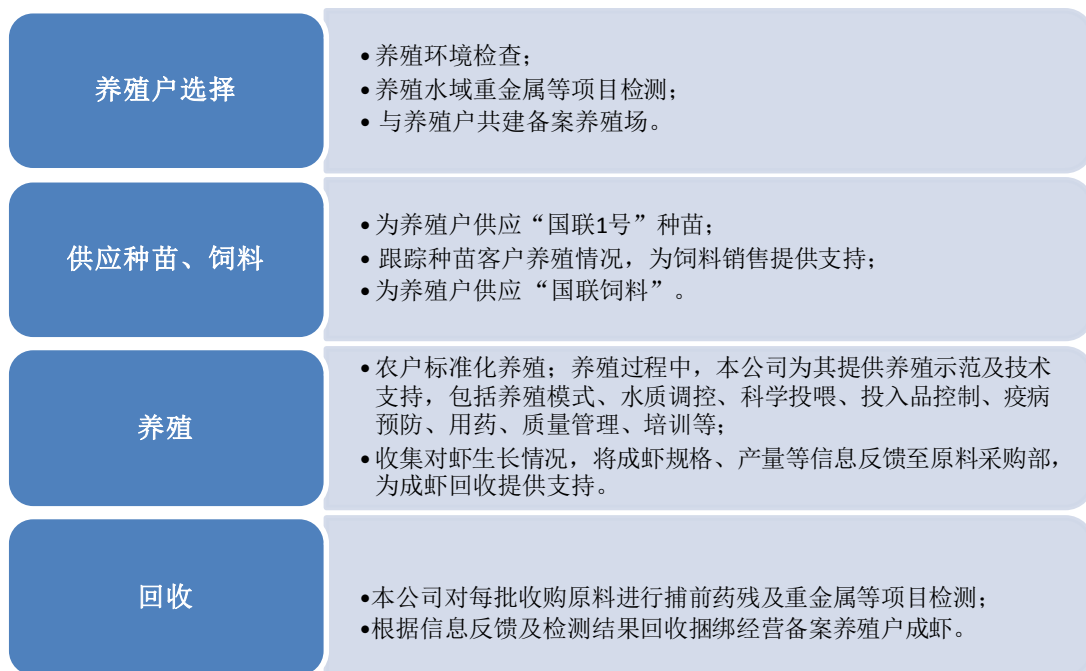 养殖户选择
•养殖环境检查；
•养殖水域重金属等项目检测；
• 与养殖户共建备案养殖场。
供应种苗、饲料
•为养殖户供应“国联1号”种苗；
• 跟踪种苗客户养殖情况，为饲料销售提供支持；
•为养殖户供应“国联饲料”。
养殖
•农户标准化养殖；养殖过程中，本公司为其提供养殖示范及技术
支持，包括养殖模式、水质调控、科学投喂、投入品控制、疫病
预防、用药、质量管理、培训等；
•收集对虾生长情况，将成虾规格、产量等信息反馈至原料采购部，
为成虾回收提供支持。
回收
•本公司对每批收购原料进行捕前药残及重金属等项目检测；
•根据信息反馈及检测结果回收捆绑经营备案养殖户成虾。